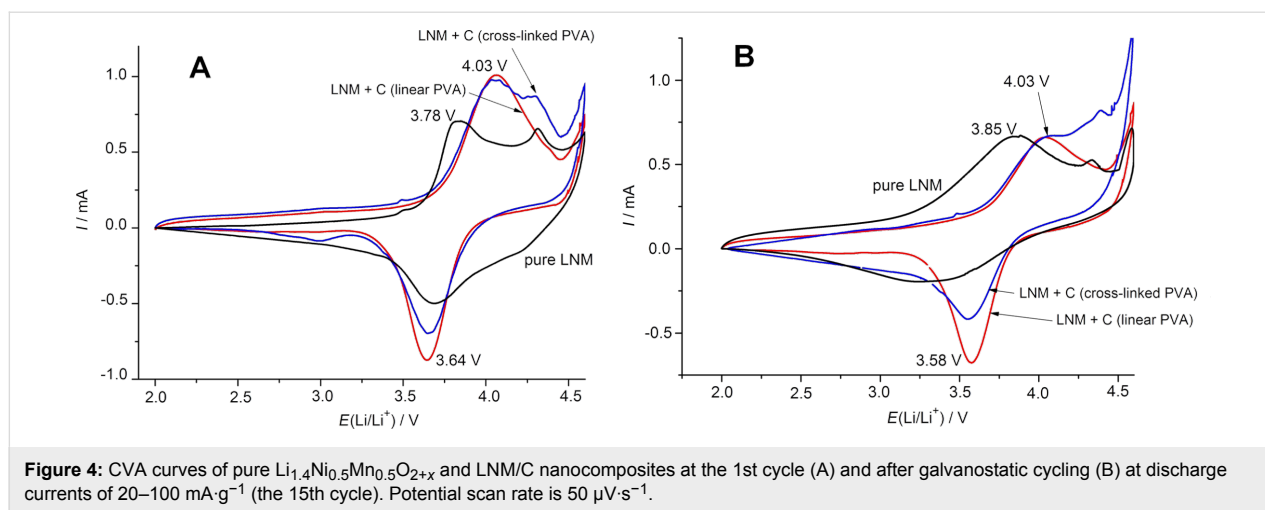 A
LNM + C (cross-linked PVA)
4.03 V
LNM + C (linear PVA)
3.78 V
1.0
0.5
0.0
-0.5
-1.0
I / mA
pure LNM
3.64 V
2.0 2.5 3.0 3.5 4.0 4.5
E(Li/Li⁺) / V
B
4.03 V
3.85 V
pure LNM
1.0
0.5
0.0
-0.5
I / mA
LNM + C (cross-linked PVA)
LNM + C (linear PVA)
3.58 V
2.0 2.5 3.0 3.5 4.0 4.5
E(Li/Li⁺) / V
Figure 4: CVA curves of pure Li₁.₄Ni₀.₅Mn₀.₅O₂₊ₓ and LNM/C nanocomposites at the 1st cycle (A) and after galvanostatic cycling (B) at discharge
currents of 20–100 mA·g⁻¹ (the 15th cycle). Potential scan rate is 50 µV·s⁻¹.